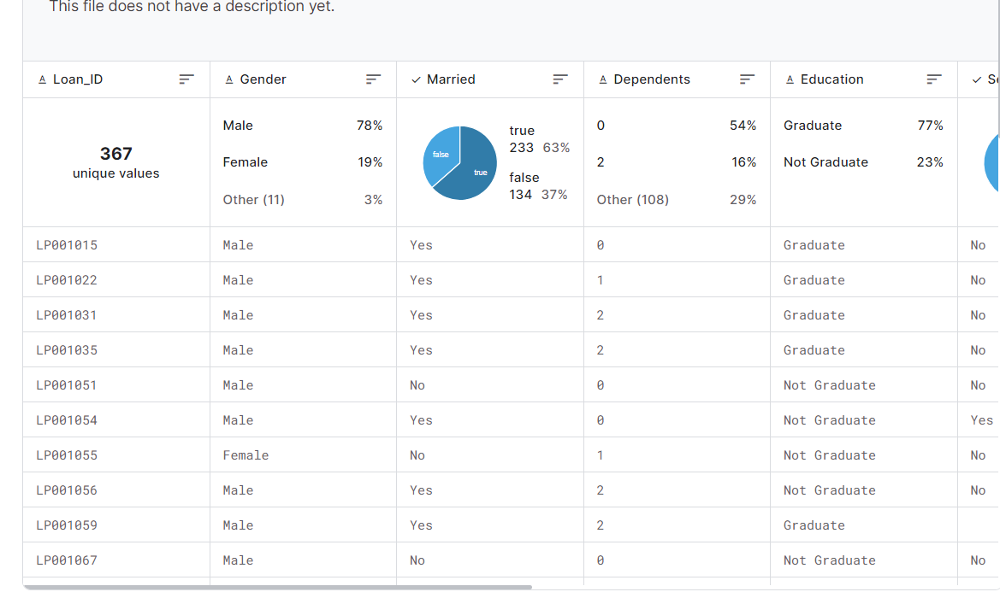 This file does not have a description yet.
Loan_ID Gender Married Dependents Education
367
unique values
Male 78%
Female 19%
Other (11) 3%
false
true
true
233 63%
false
134 37%
0 54%
2 16%
Other (108) 29%
Graduate 77%
Not Graduate 23%
LP001015 Male Yes 0 Graduate No
LP001022 Male Yes 1 Graduate No
LP001031 Male Yes 2 Graduate No
LP001035 Male Yes 2 Graduate No
LP001051 Male No 0 Not Graduate No
LP001054 Male Yes 0 Not Graduate Yes
LP001055 Female No 1 Not Graduate No
LP001056 Male Yes 2 Not Graduate No
LP001059 Male Yes 2 Graduate
LP001067 Male No 0 Not Graduate No